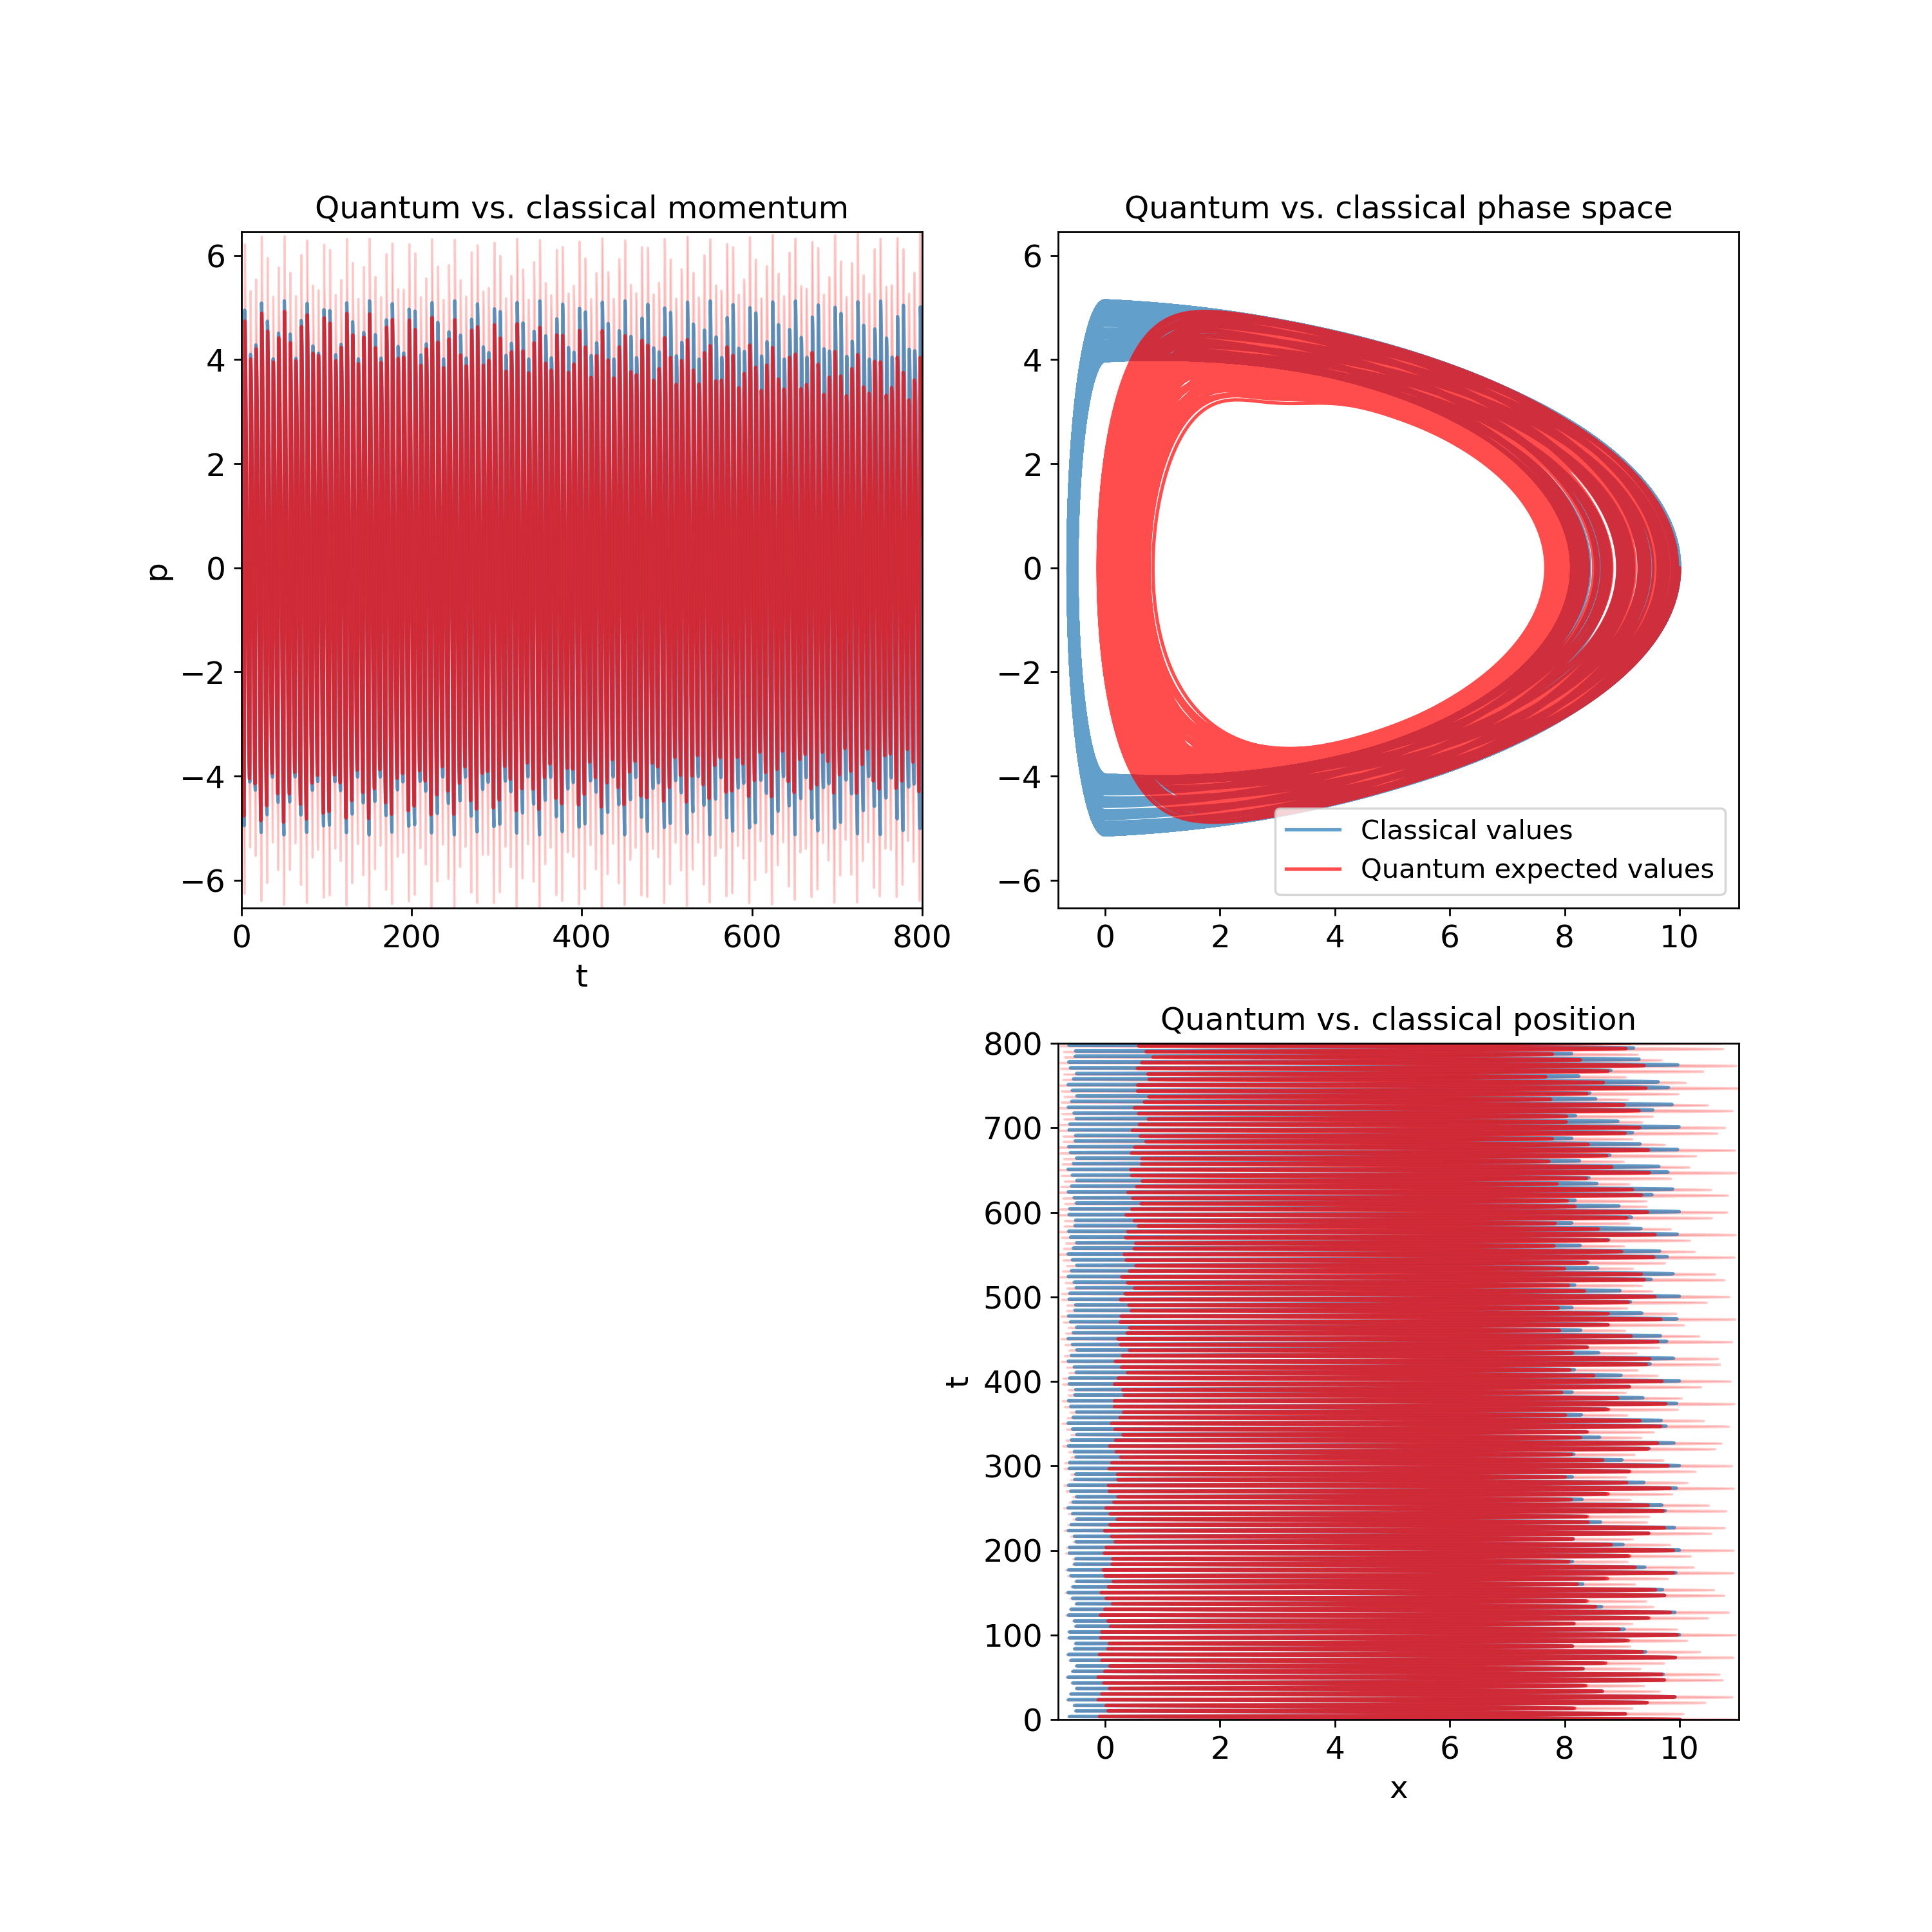 Quantum vs. classical momentum
6
4
2
0
−2
−4
−6
p
0 200 400 600 800
t
Quantum vs. classical phase space
6
4
2
0
−2
−4
−6
Classical values
Quantum expected values
0 2 4 6 8 10
Quantum vs. classical position
800
700
600
500
400
300
200
100
0
t
0 2 4 6 8 10
x